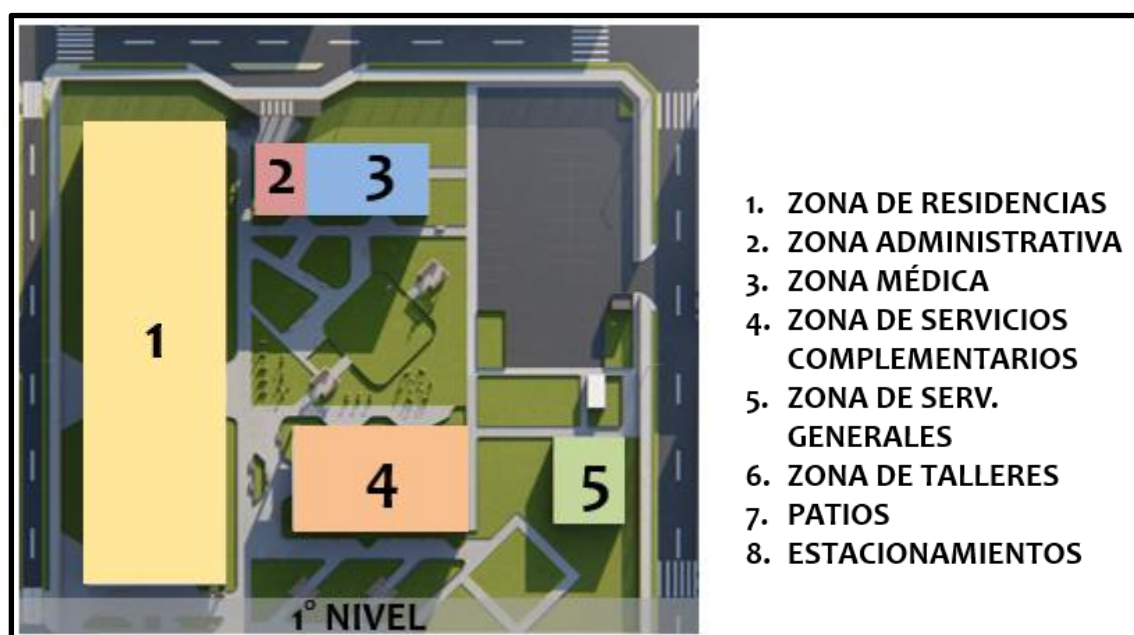 2
3
1
4
5
1° NIVEL
1. ZONA DE RESIDENCIAS
2. ZONA ADMINISTRATIVA
3. ZONA MÉDICA
4. ZONA DE SERVICIOS
COMPLEMENTARIOS
5. ZONA DE SERV.
GENERALES
6. ZONA DE TALLERES
7. PATIOS
8. ESTACIONAMIENTOS